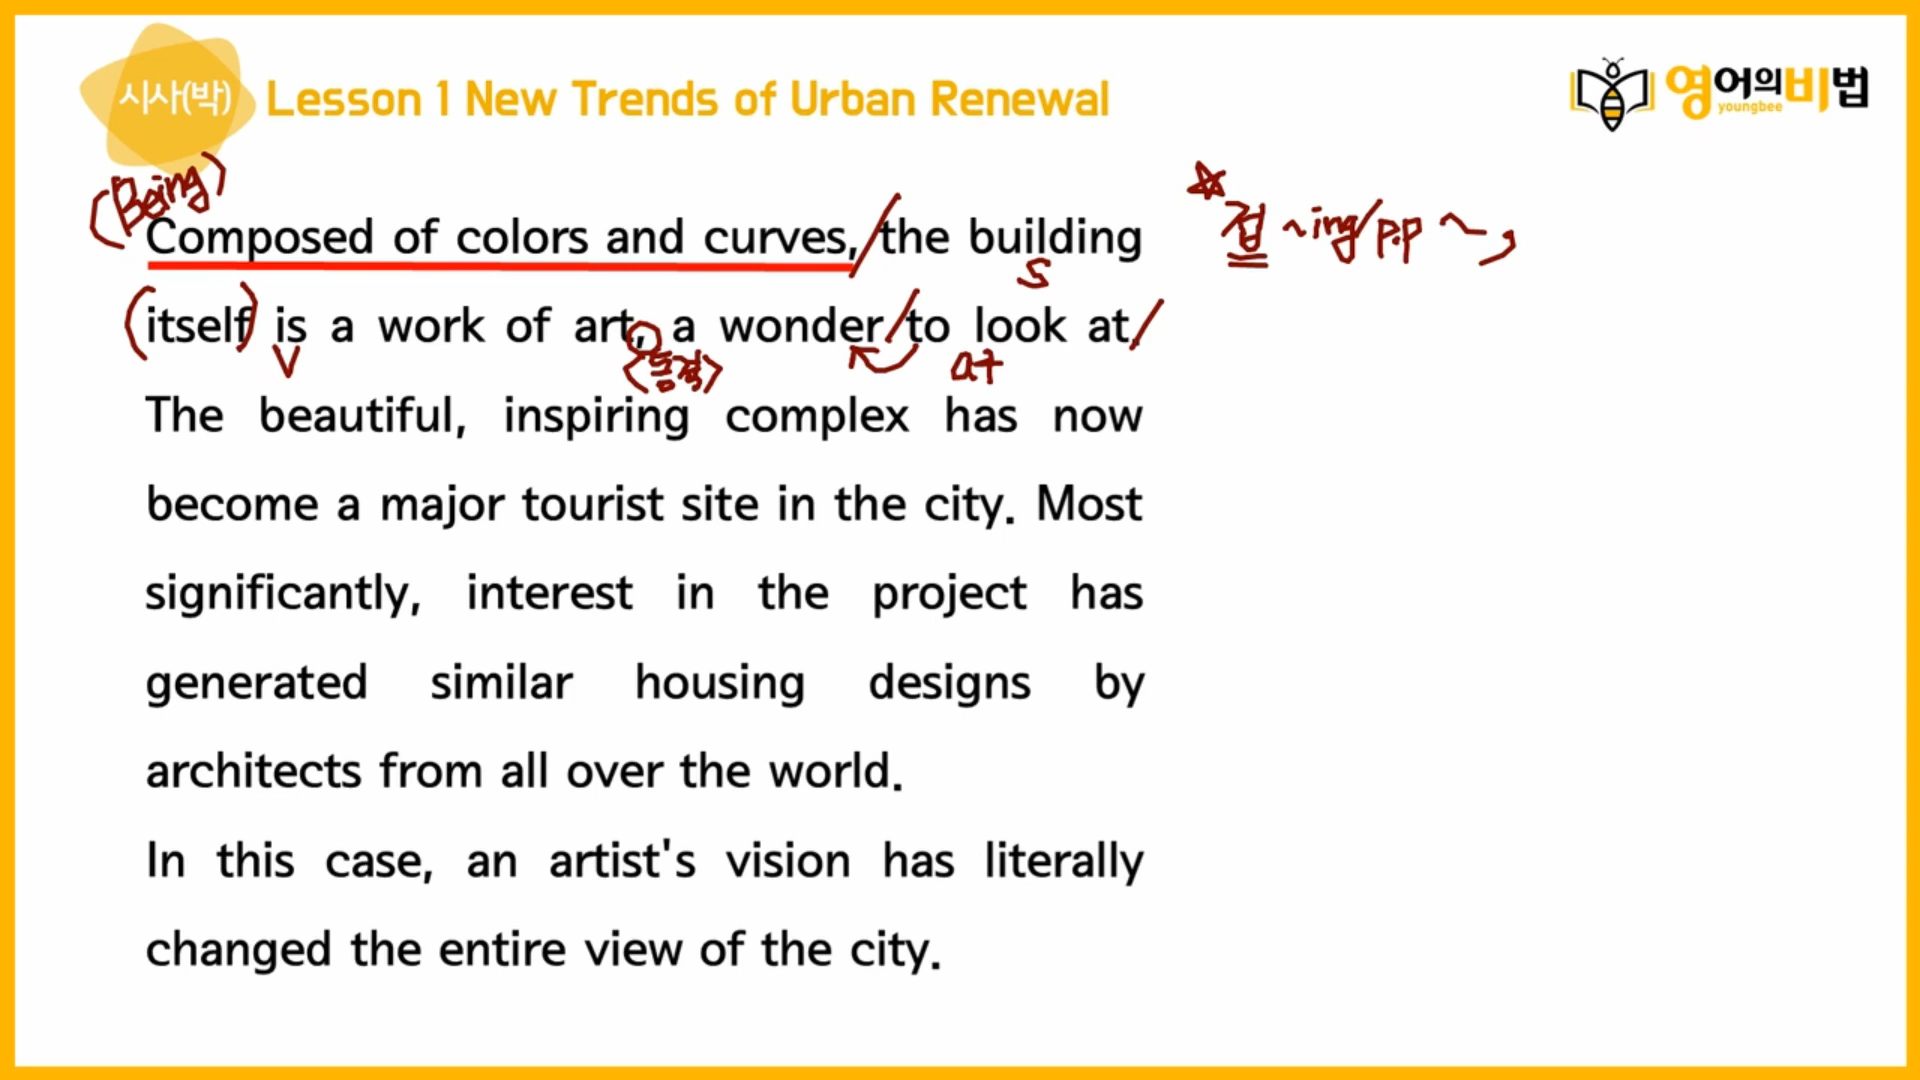 시사(박) Lesson 1 New Trends of Urban Renewal
영어의비법
youngbee
(Being)
Composed of colors and curves, the building
☆ 접 ~ing/p.p ~ ,
S
(itself) is a work of art, a wonder to look at.
V <동격> at
The beautiful, inspiring complex has now
become a major tourist site in the city. Most
significantly, interest in the project has
generated similar housing designs by
architects from all over the world.
In this case, an artist's vision has literally
changed the entire view of the city.